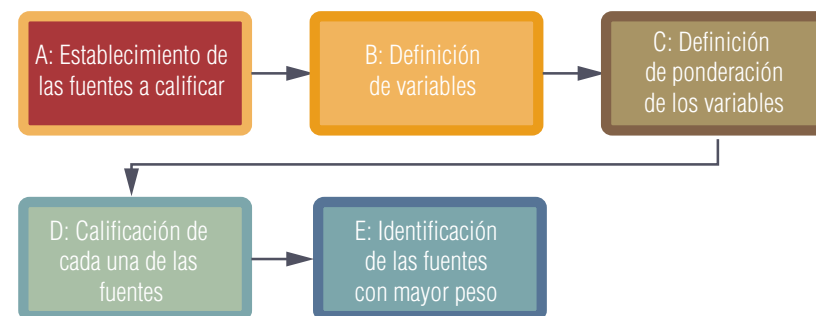 A: Establecimiento de
las fuentes a calificar
B: Definición
de variables
C: Definición
de ponderación
de los variables
D: Calificación de
cada una de las
fuentes
E: Identificación
de las fuentes
con mayor peso